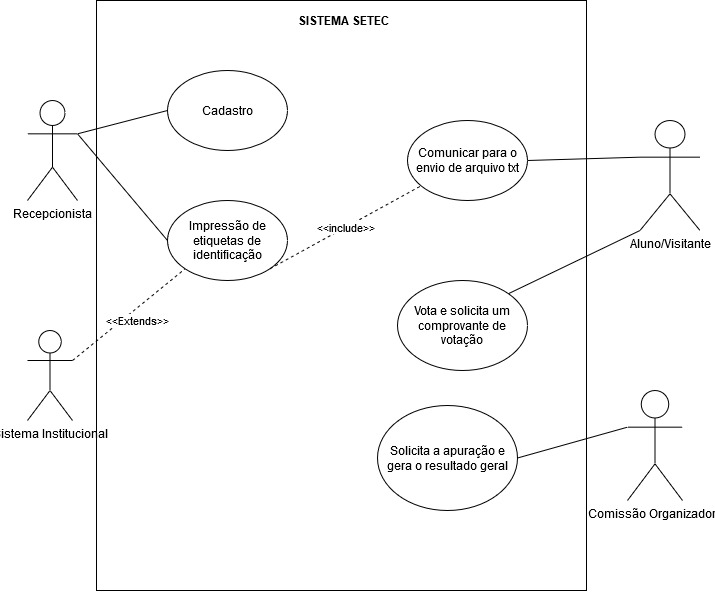 SISTEMA SETEC
Cadastro
Recepcionista
Comunicar para o
envio de arquivo txt
Aluno/Visitante
Impressão de
etiquetas de
identificação
<<include>>
<<Extends>>
Vota e solicita um
comprovante de
votação
istema Institucional
Solicita a apuração e
gera o resultado geral
Comissão Organizador